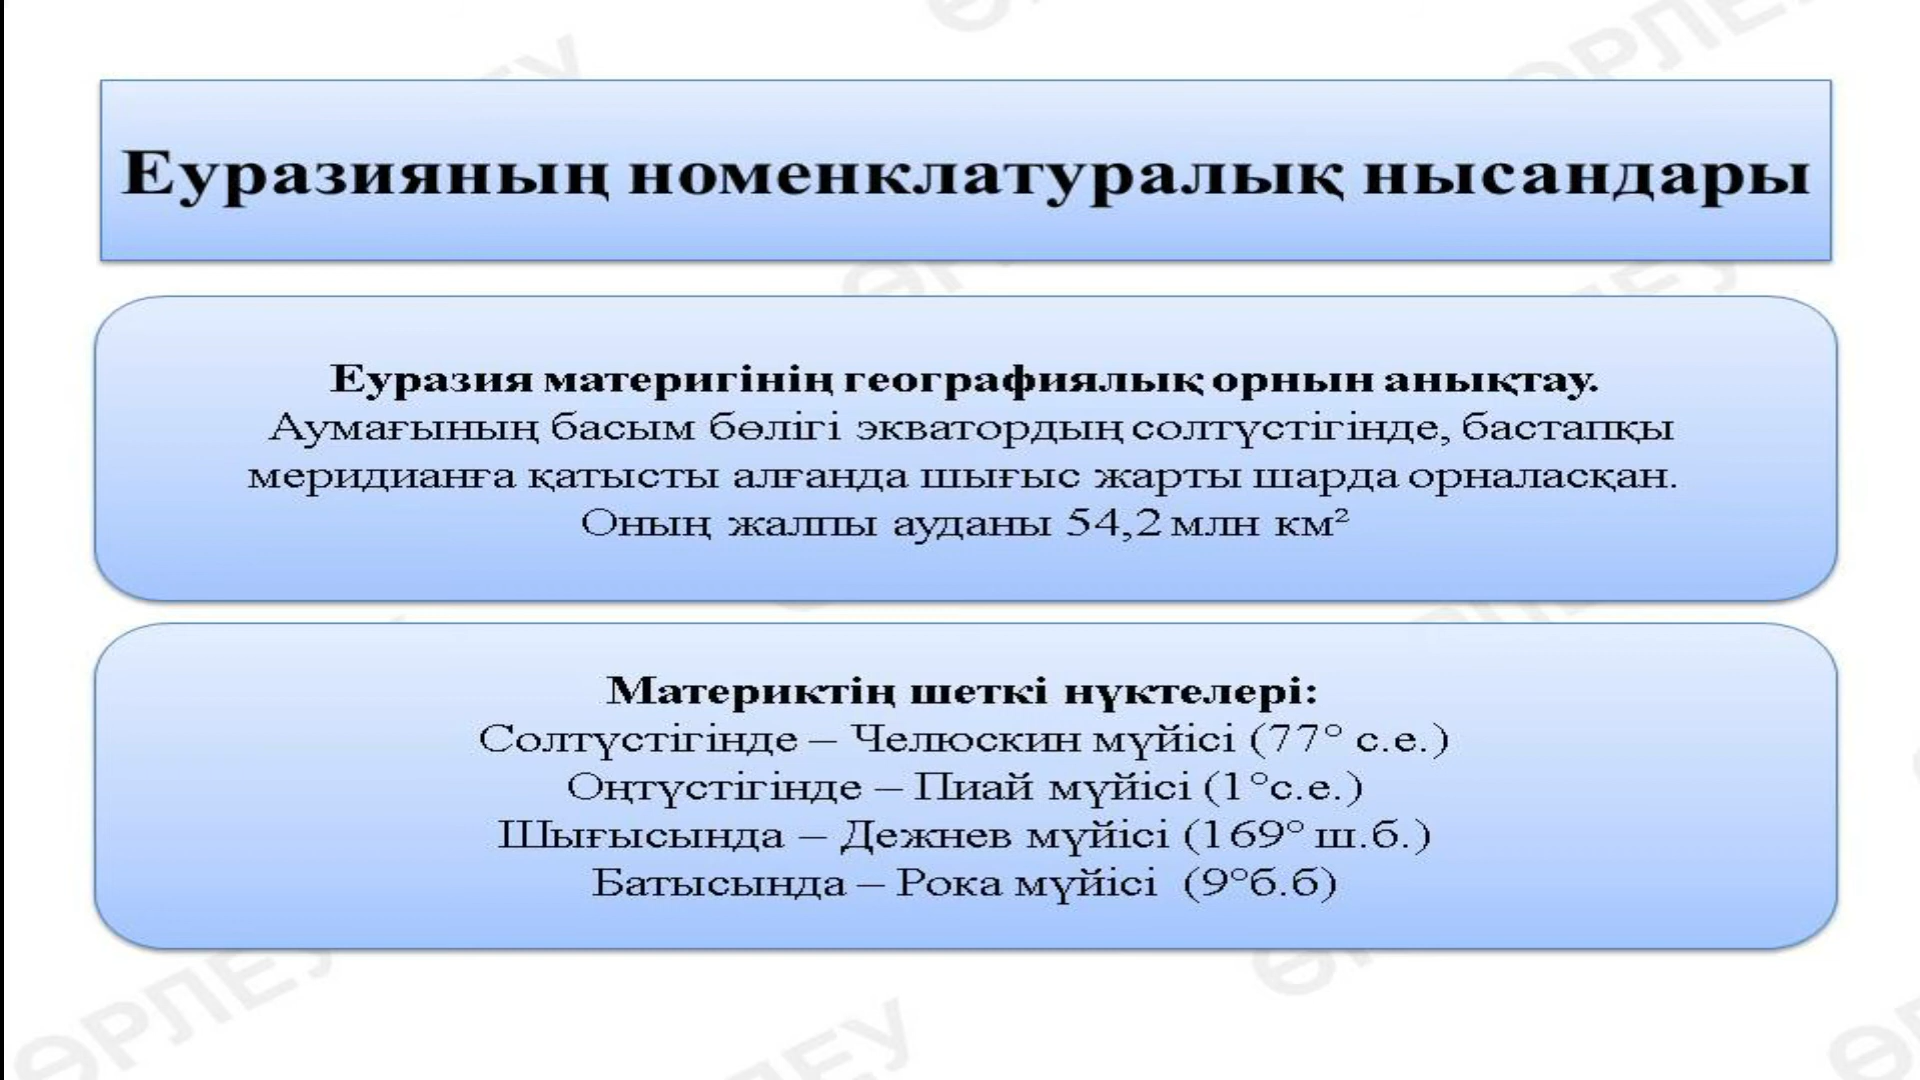 Еуразияның номенклатуралық нысандары
Еуразия материгінің географиялық орнын анықтау.
Аумағының басым бөлігі экватордың солтүстігінде, бастапқы
меридианға қатысты алғанда шығыс жарты шарда орналасқан.
Оның жалпы ауданы 54,2 млн км²
Материктің шеткі нүктелері:
Солтүстігінде – Челюскин мүйісі (77° с.е.)
Оңтүстігінде – Пиай мүйісі (1°с.е.)
Шығысында – Дежнев мүйісі (169° ш.б.)
Батысында – Рока мүйісі (9°б.б)
ӨРЛЕУ